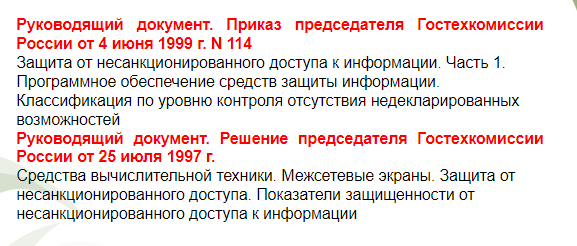 Руководящий документ. Приказ председателя Гостехкомиссии
России от 4 июня 1999 г. N 114
Защита от несанкционированного доступа к информации. Часть 1.
Программное обеспечение средств защиты информации.
Классификация по уровню контроля отсутствия недекларированных
возможностей
Руководящий документ. Решение председателя Гостехкомиссии
России от 25 июля 1997 г.
Средства вычислительной техники. Межсетевые экраны. Защита от
несанкционированного доступа. Показатели защищенности от
несанкционированного доступа к информации